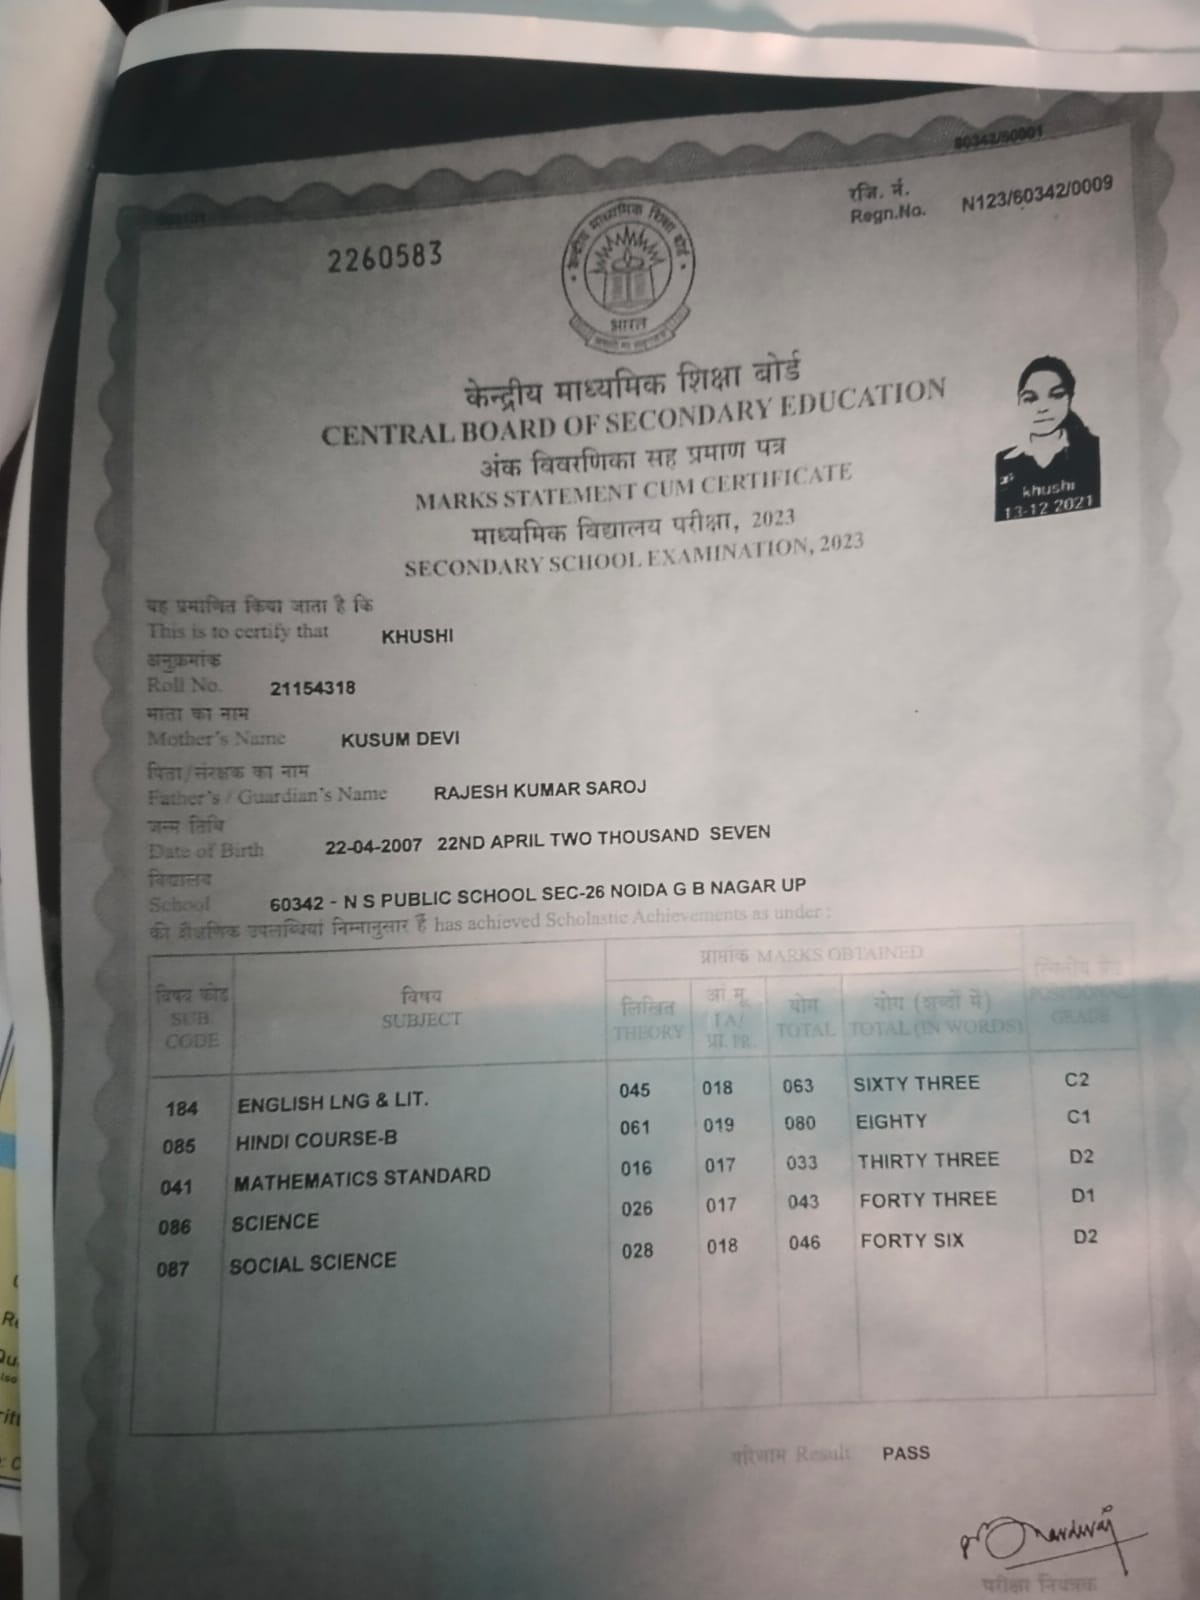 80342/60001
रजि. नं.
Regn.No. N123/60342/0009
2260583
भारत
केन्द्रीय माध्यमिक शिक्षा बोर्ड
CENTRAL BOARD OF SECONDARY EDUCATION
अंक विवरणिका सह प्रमाण पत्र
MARKS STATEMENT CUM CERTIFICATE
माध्यमिक विद्यालय परीक्षा, 2023
SECONDARY SCHOOL EXAMINATION, 2023
khushi
13-12 2021
यह प्रमाणित किया जाता है कि
This is to certify that KHUSHI
अनुक्रमांक
Roll No. 21154318
माता का नाम
Mother's Name KUSUM DEVI
पिता/संरक्षक का नाम
Father's / Guardian's Name RAJESH KUMAR SAROJ
जन्म तिथि
Date of Birth 22-04-2007 22ND APRIL TWO THOUSAND SEVEN
विद्यालय
School 60342 - N S PUBLIC SCHOOL SEC-26 NOIDA G B NAGAR UP
की शैक्षणिक उपलब्धियां निम्नानुसार हैं has achieved Scholastic Achievements as under :
प्राप्तांक MARKS OBTAINED
विषय कोड विषय लिखित आं.मू. योग योग (शब्दों में) स्थितीय ग्रेड
SUB. CODE SUBJECT THEORY IA/ प्रा. PR. TOTAL TOTAL (IN WORDS) POSITIONAL GRADE
184 ENGLISH LNG & LIT. 045 018 063 SIXTY THREE C2
085 HINDI COURSE-B 061 019 080 EIGHTY C1
041 MATHEMATICS STANDARD 016 017 033 THIRTY THREE D2
086 SCIENCE 026 017 043 FORTY THREE D1
087 SOCIAL SCIENCE 028 018 046 FORTY SIX D2
परिणाम Result PASS
परीक्षा नियंत्रक